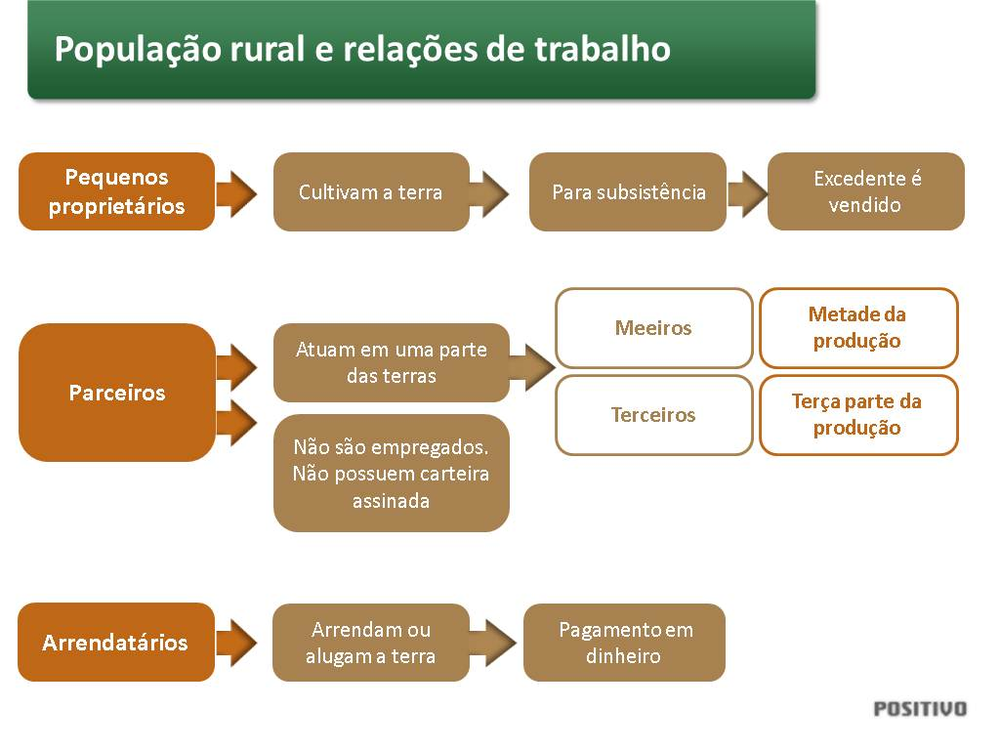 População rural e relações de trabalho
Pequenos
proprietários
Cultivam a terra
Para subsistência
Excedente é
vendido
Parceiros
Atuam em uma parte
das terras
Não são empregados.
Não possuem carteira
assinada
Meeiros
Metade da
produção
Terceiros
Terça parte da
produção
Arrendatários
Arrendam ou
alugam a terra
Pagamento em
dinheiro
POSITIVO